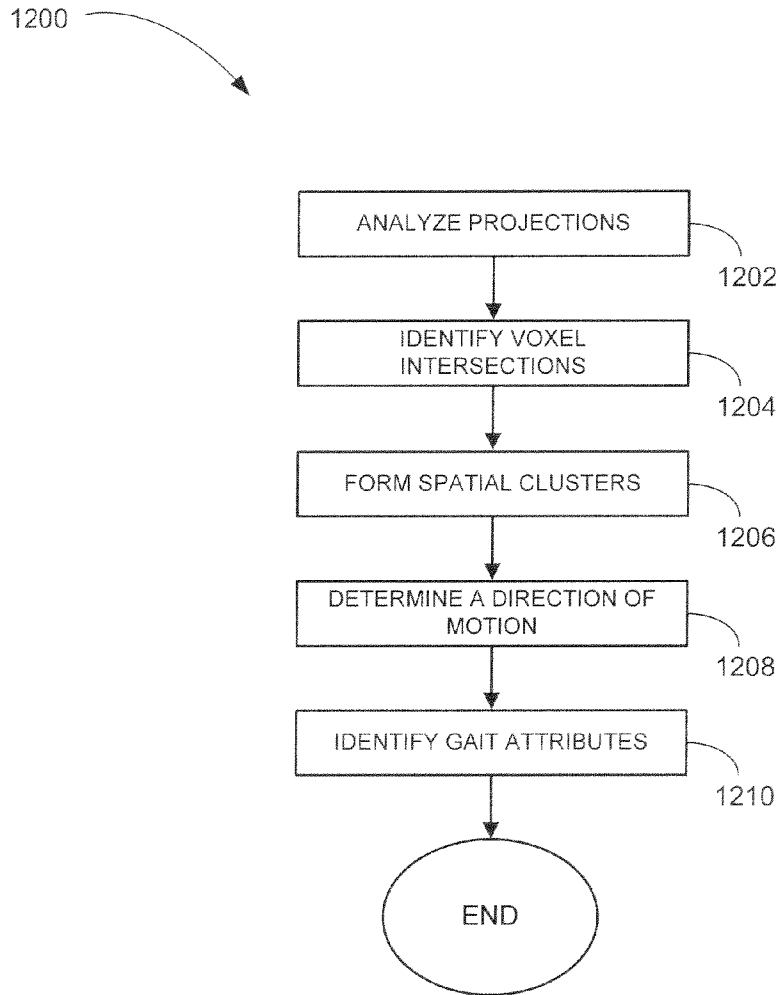 1200
ANALYZE PROJECTIONS
1202
IDENTIFY VOXEL
INTERSECTIONS
1204
FORM SPATIAL CLUSTERS
1206
DETERMINE A DIRECTION OF
MOTION
1208
IDENTIFY GAIT ATTRIBUTES
1210
END